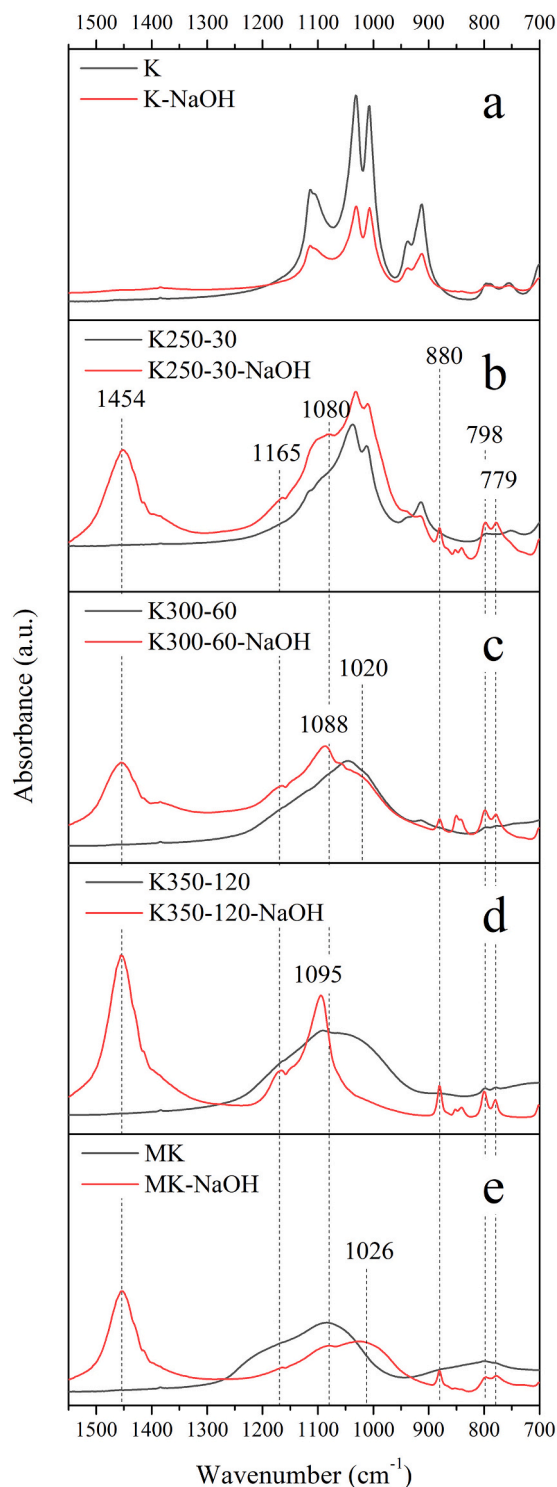 1500 1400 1300 1200 1100 1000 900 800 700
K
K-NaOH
a
K250-30
K250-30-NaOH
b
880
1454
1080
1165
798
779
K300-60
K300-60-NaOH
c
1020
1088
K350-120
K350-120-NaOH
d
1095
MK
MK-NaOH
e
1026
Absorbance (a.u.)
1500 1400 1300 1200 1100 1000 900 800 700
Wavenumber (cm⁻¹)